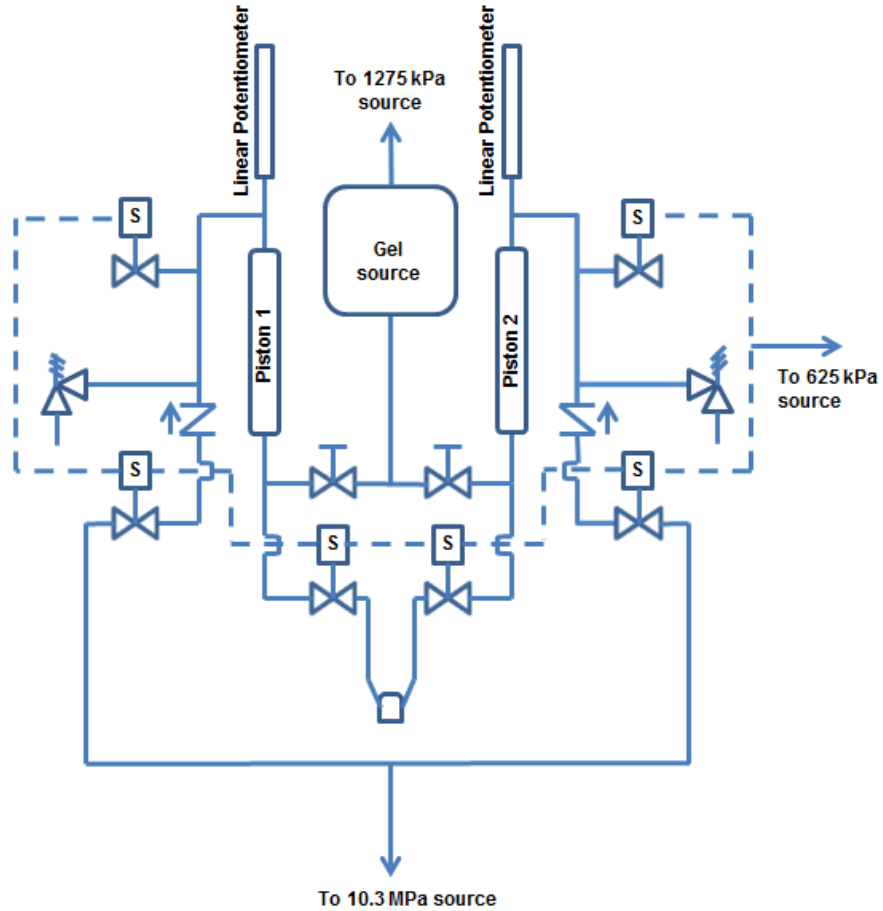 Linear Potentiometer
To 1275 kPa
source
Linear Potentiometer
S
S
Gel
source
Piston 1
Piston 2
To 625 kPa
source
S
S
S
S
To 10.3 MPa source